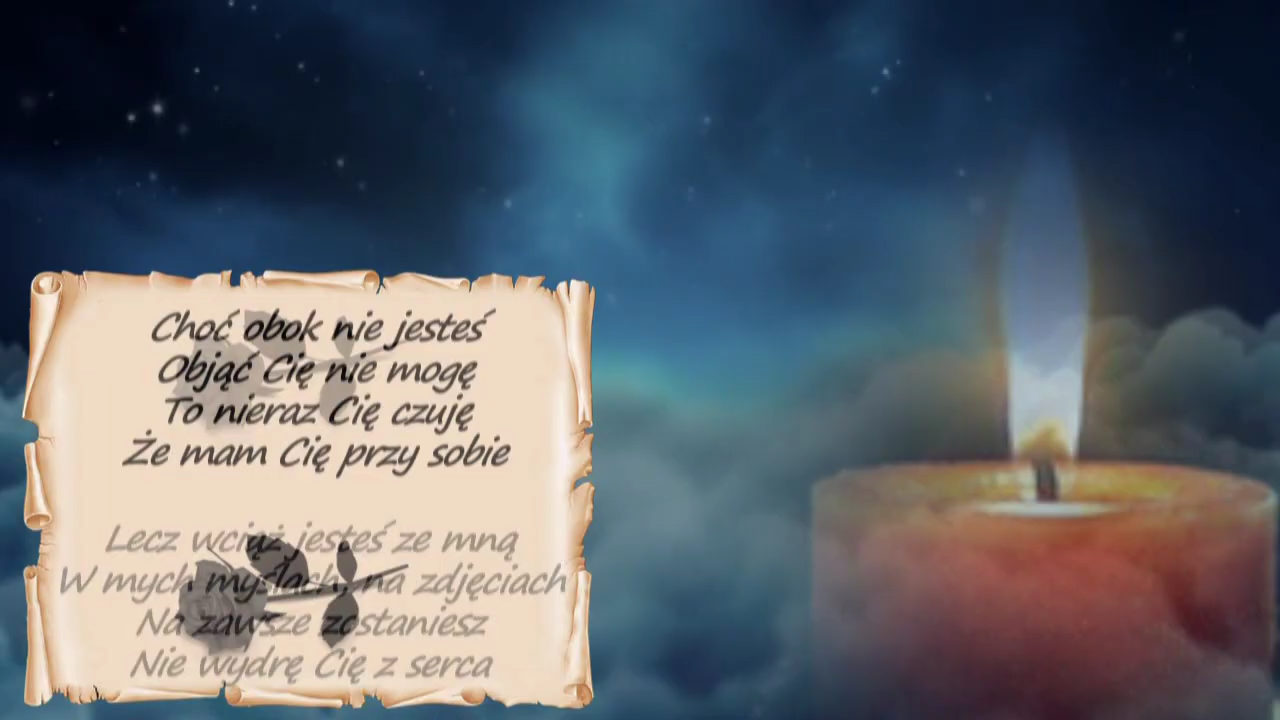 Choć obok nie jesteś
Objąć Cię nie mogę
To nieraz Cię czuję
Że mam Cię przy sobie
Lecz wciąż jesteś ze mną
W mych myślach, na zdjęciach
Na zawsze zostaniesz
Nie wydrę Cię z serca